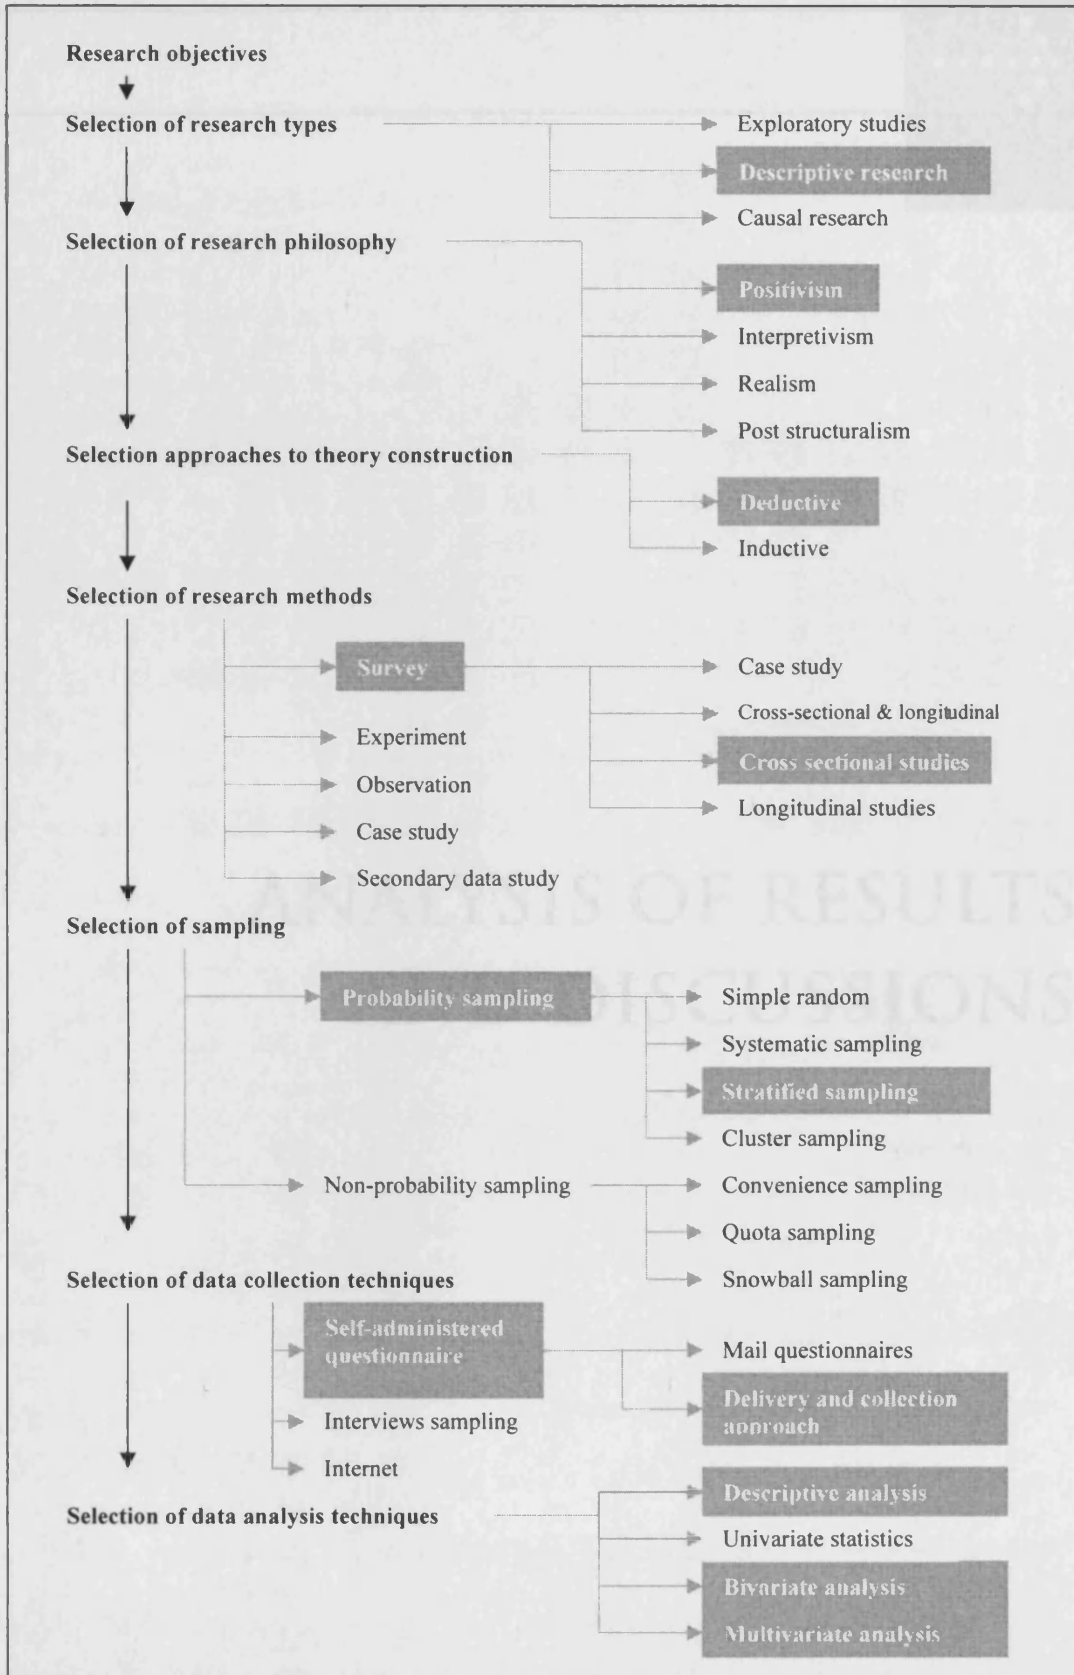 Research objectives
Selection of research types
Exploratory studies
Descriptive research
Causal research
Selection of research philosophy
Positivism
Interpretivism
Realism
Post structuralism
Selection approaches to theory construction
Deductive
Inductive
Selection of research methods
Survey
Case study
Cross-sectional & longitudinal
Cross sectional studies
Longitudinal studies
Experiment
Observation
Case study
Secondary data study
ANALYSIS OF RESULTS
DISCUSSIONS
Selection of sampling
Probability sampling
Simple random
Systematic sampling
Stratified sampling
Cluster sampling
Non-probability sampling
Convenience sampling
Quota sampling
Snowball sampling
Selection of data collection techniques
Self-administered
questionnaire
Mail questionnaires
Delivery and collection
approach
Interviews sampling
Internet
Selection of data analysis techniques
Descriptive analysis
Univariate statistics
Bivariate analysis
Multivariate analysis